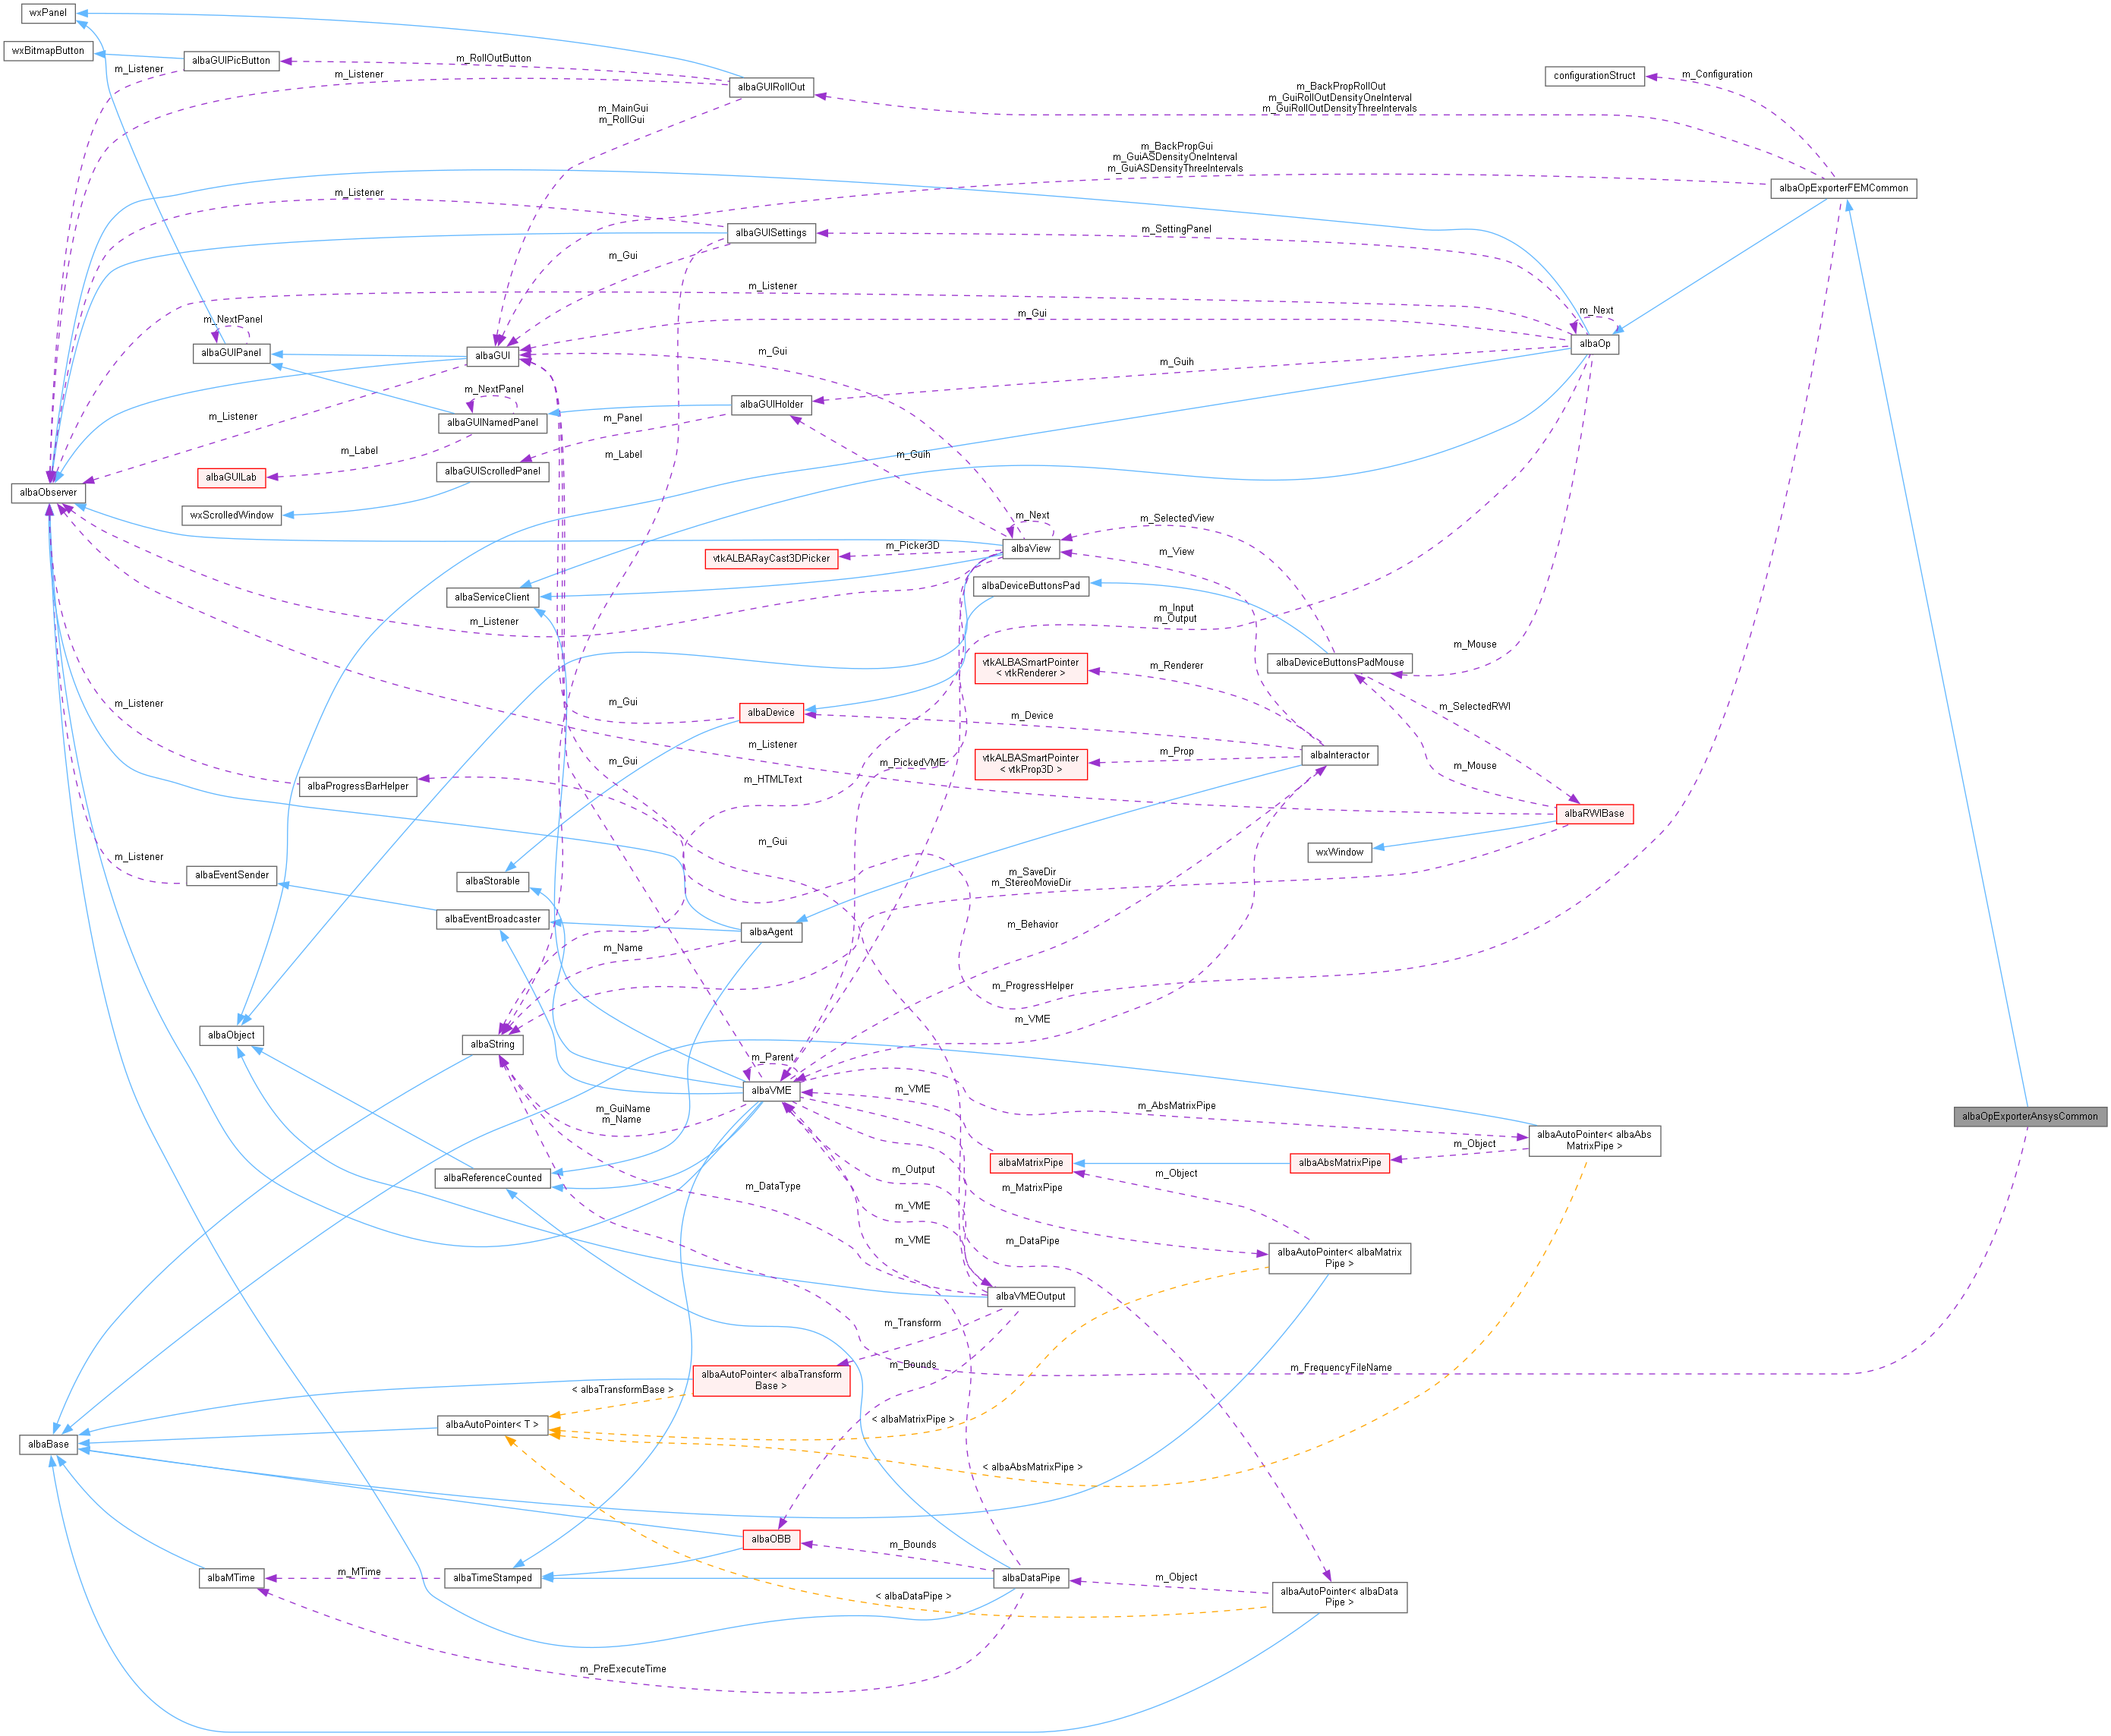 wxPanel
wxBitmapButton
albaGUIPicButton
m_Listener
m_RollOutButton
m_Listener
albaGUIRollOut
m_MainGui
m_RollGui
configurationStruct
m_Configuration
m_BackPropRollOut
m_GuiRollOutDensityOneInterval
m_GuiRollOutDensityThreeIntervals
m_BackPropGui
m_GuiASDensityOneInterval
m_GuiASDensityThreeIntervals
albaOpExporterFEMCommon
m_Listener
albaGUISettings
m_SettingPanel
m_Gui
m_Listener
m_Gui
m_Next
albaOp
m_NextPanel
albaGUIPanel
albaGUI
m_Gui
m_Guih
m_NextPanel
albaGUINamedPanel
albaGUIHolder
m_Listener
m_Panel
m_Label
m_Label
m_Guih
albaGUILab
albaGUIScrolledPanel
albaObserver
wxScrolledWindow
m_Next
albaView
m_SelectedView
m_Picker3D
vtkALBARayCast3DPicker
m_View
albaDeviceButtonsPad
albaServiceClient
m_Listener
m_Input
m_Output
m_Mouse
albaDeviceButtonsPadMouse
vtkALBASmartPointer
< vtkRenderer >
m_Renderer
m_Gui
albaDevice
m_Device
m_SelectedRWI
m_Listener
m_Listener
m_Gui
m_PickedVME
vtkALBASmartPointer
< vtkProp3D >
m_Prop
albaInteractor
m_Mouse
m_HTMLText
albaProgressBarHelper
albaRWIBase
m_Gui
wxWindow
m_Listener
albaEventSender
albaStorable
m_SaveDir
m_StereoMovieDir
albaEventBroadcaster
albaAgent
m_Behavior
m_Name
m_ProgressHelper
m_VME
albaObject
albaString
m_Parent
albaVME
m_GuiName
m_Name
m_VME
m_AbsMatrixPipe
albaOpExporterAnsysCommon
albaAutoPointer< albaAbs
MatrixPipe >
m_Object
albaMatrixPipe
albaAbsMatrixPipe
albaReferenceCounted
m_DataType
m_Output
m_Object
m_MatrixPipe
m_VME
m_VME
m_DataPipe
albaAutoPointer< albaMatrix
Pipe >
albaVMEOutput
m_Transform
m_Bounds
m_FrequencyFileName
albaAutoPointer< albaTransform
Base >
< albaTransformBase >
albaAutoPointer< T >
< albaMatrixPipe >
albaBase
< albaAbsMatrixPipe >
albaOBB
m_Bounds
m_MTime
albaMTime
albaTimeStamped
albaDataPipe
m_Object
albaAutoPointer< albaData
Pipe >
< albaDataPipe >
m_PreExecuteTime